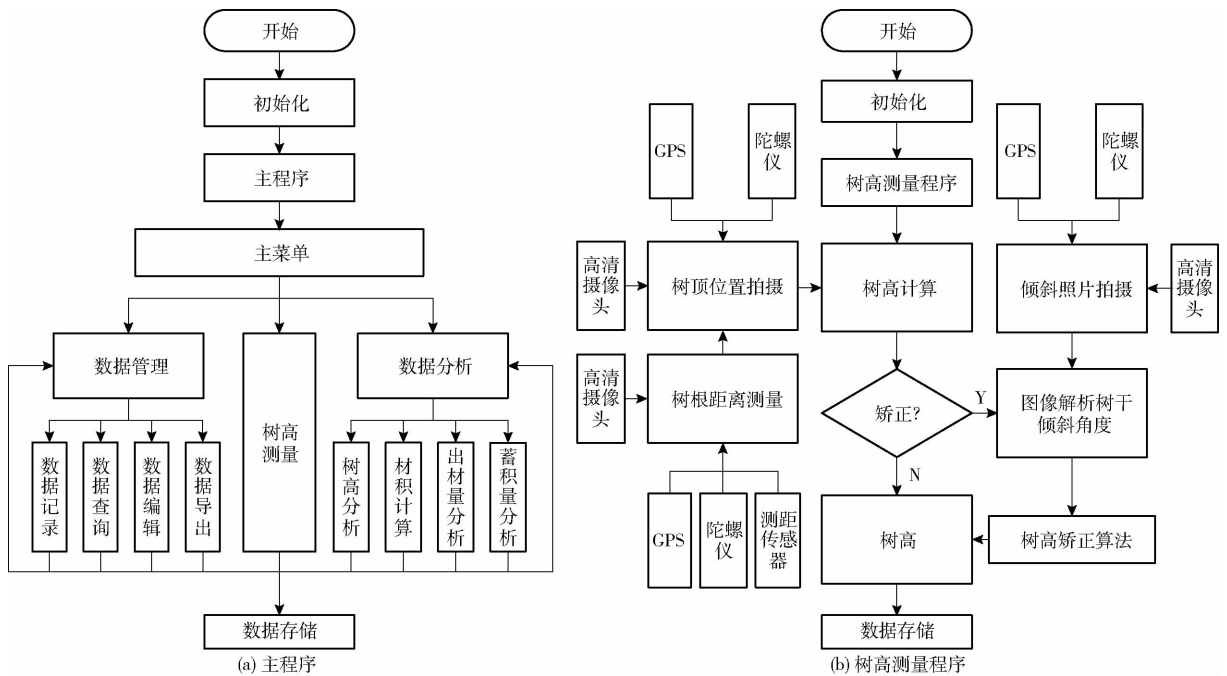 开始
初始化
主程序
主菜单
数据管理
树高
测量
数据分析
数据记录
数据查询
数据编辑
数据导出
树高分析
材积计算
出材量分析
蓄积量分析
数据存储
(a) 主程序
开始
初始化
树高测量程序
GPS
陀螺
仪
GPS
陀螺
仪
高清
摄像
头
树顶位置拍摄
树高计算
倾斜照片拍摄
高清
摄像
头
高清
摄像
头
树根距离测量
矫正?
Y
图像解析树干
倾斜角度
N
GPS
陀螺
仪
测距
传感
器
树高
树高矫正算法
数据存储
(b) 树高测量程序